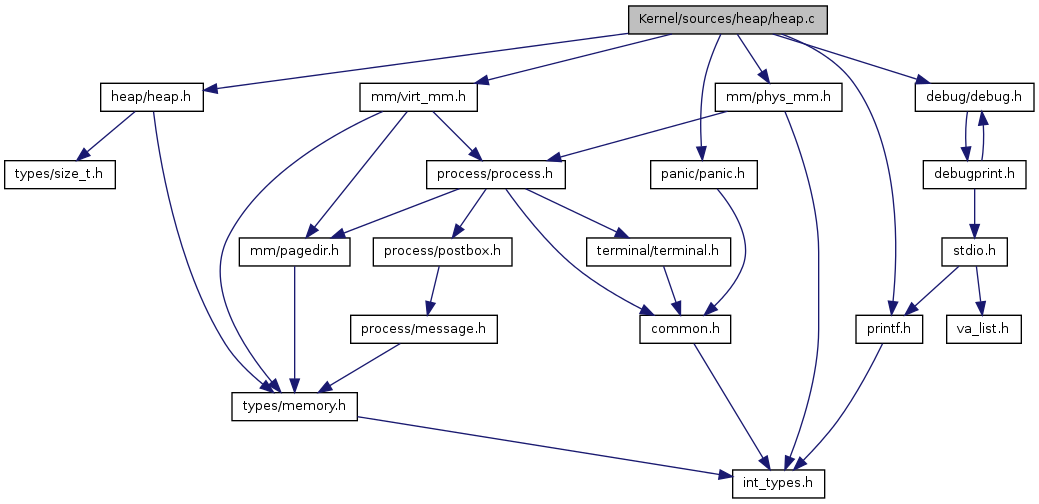 Kernel/sources/heap/heap.c
heap/heap.h
mm/virt_mm.h
mm/phys_mm.h
debug/debug.h
types/size_t.h
process/process.h
panic/panic.h
debugprint.h
mm/pagedir.h
process/postbox.h
terminal/terminal.h
stdio.h
process/message.h
common.h
printf.h
va_list.h
types/memory.h
int_types.h